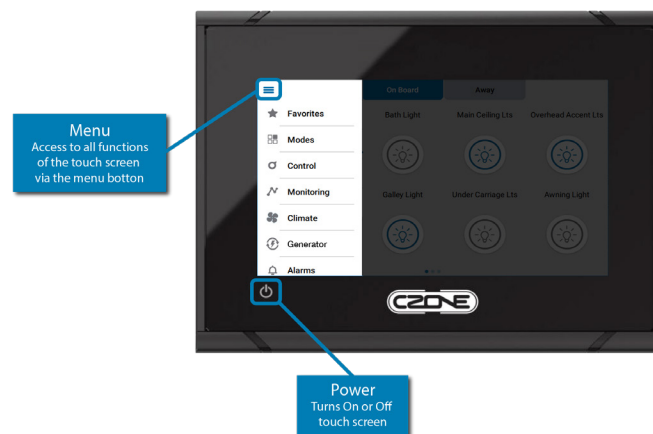 On Board
Away
Favorites
Modes
Control
Monitoring
Climate
Generator
Alarms
Bath Light
Main Ceiling Lts
Overhead Accent Lts
Galley Light
Under Carriage Lts
Awning Light
CZONE
Menu
Access to all functions
of the touch screen
via the menu botton
Power
Turns On or Off
touch screen